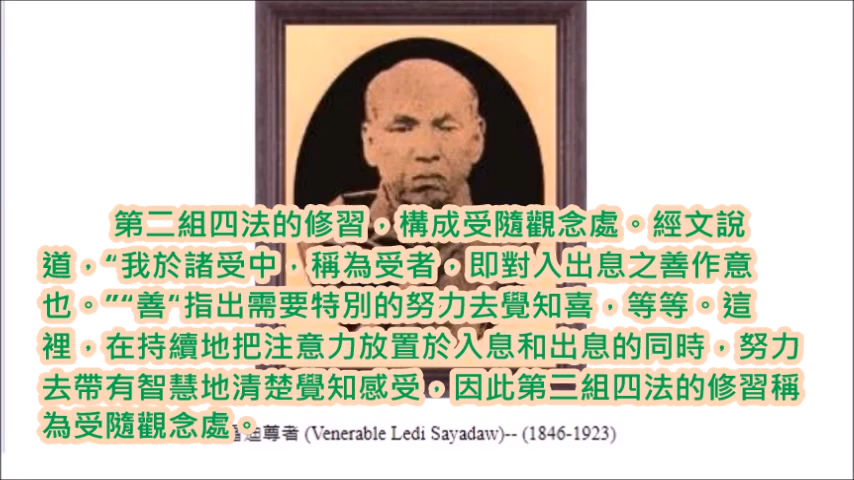 第二組四法的修習，構成受隨觀念處。經文說
道，“我於諸受中，稱為受者，即對入出息之善作意
也。”“善“指出需要特別的努力去覺知喜，等等。這
裡，在持續地把注意力放置於入息和出息的同時，努力
去帶有智慧地清楚覺知感受，因此第二組四法的修習稱
為受隨觀念處。
迪尊者 (Venerable Ledi Sayadaw)-- (1846-1923)